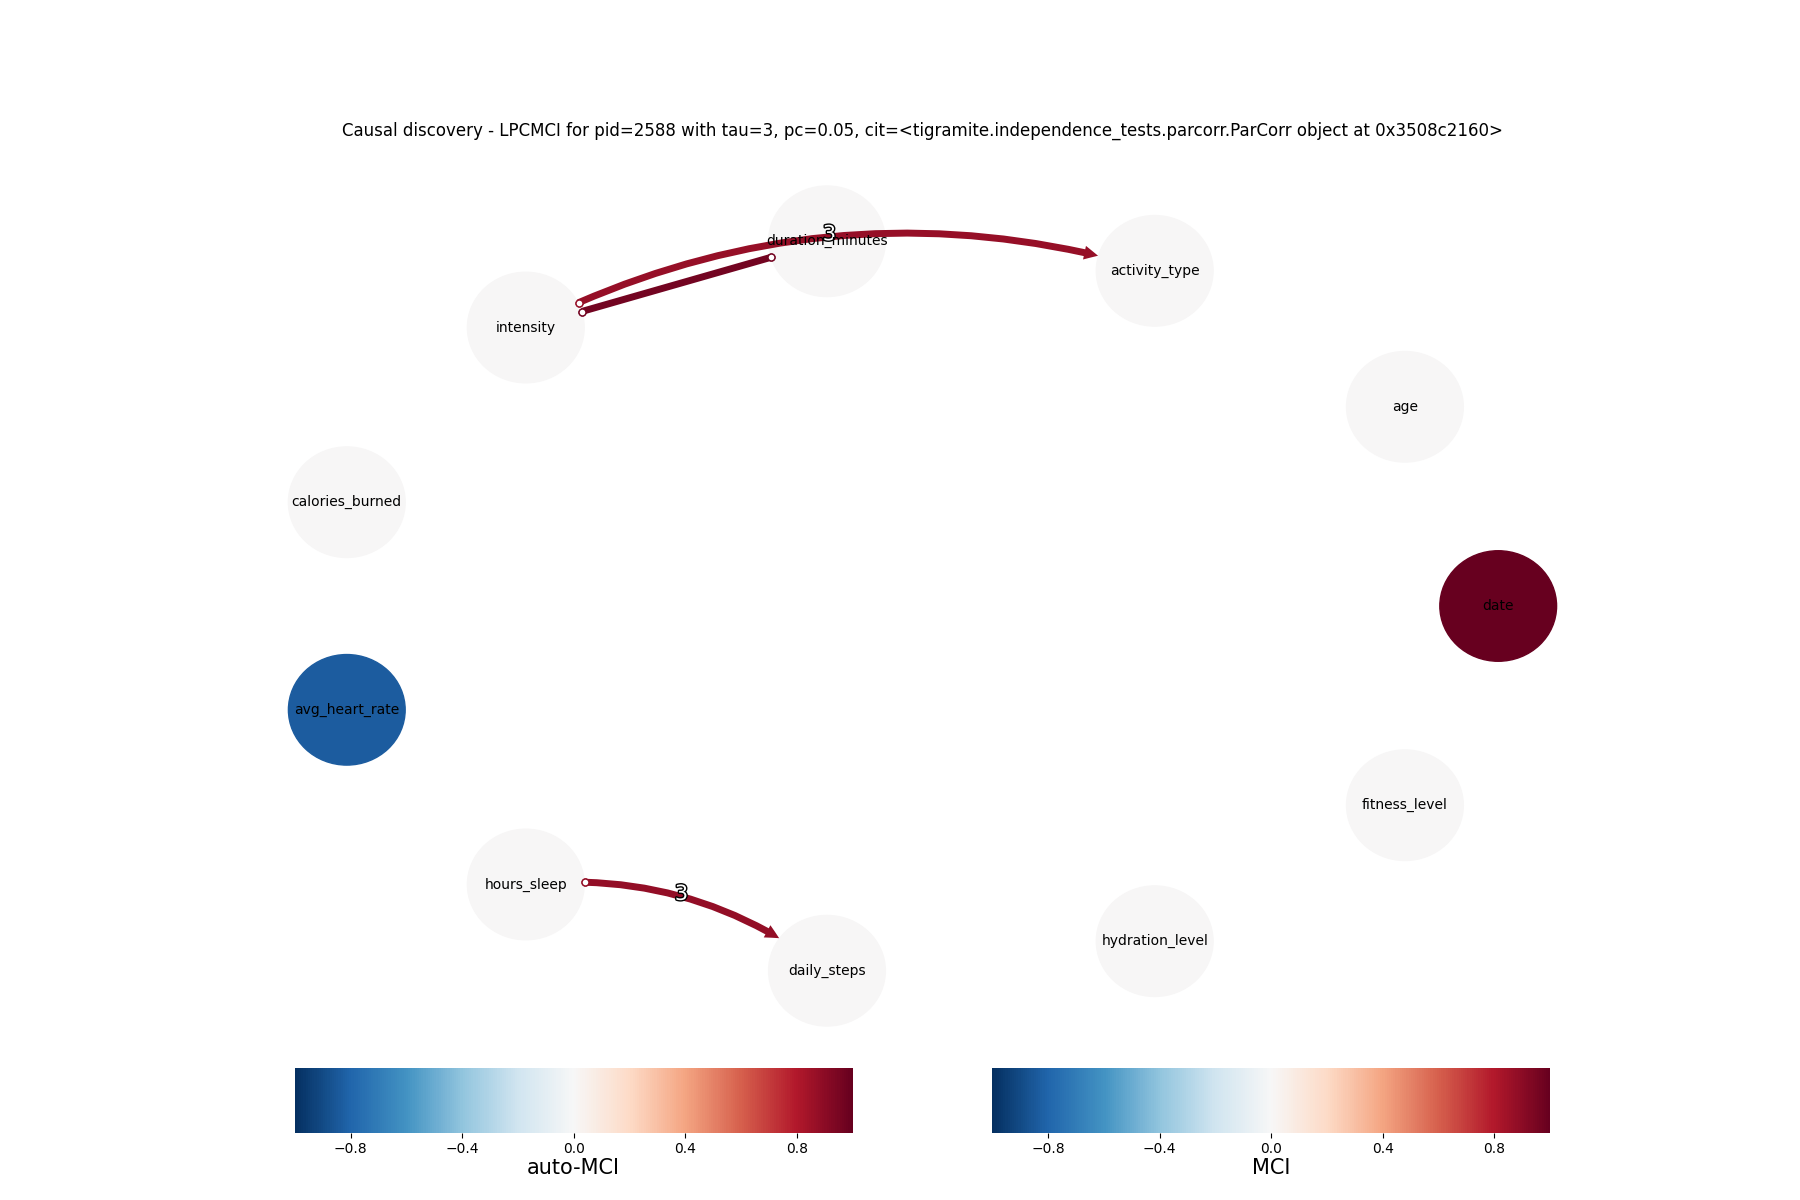 Causal discovery - LPCMCI for pid=2588 with tau=3, pc=0.05, cit=<tigramite.independence_tests.parcorr.ParCorr object at 0x3508c2160>
3
duration_minutes
activity_type
intensity
age
calories_burned
date
avg_heart_rate
fitness_level
hours_sleep
3
hydration_level
daily_steps
−0.8 −0.4 0.0 0.4 0.8
auto-MCI
−0.8 −0.4 0.0 0.4 0.8
MCI